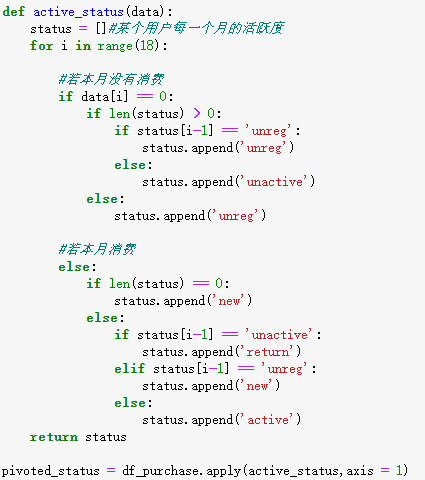 def active_status(data):
    status = []#某个用户每一个月的活跃度
    for i in range(18):
        #若本月没有消费
        if data[i] == 0:
            if len(status) > 0:
                if status[i-1] == 'unreg':
                    status.append('unreg')
                else:
                    status.append('unactive')
            else:
                status.append('unreg')
        #若本月消费
        else:
            if len(status) == 0:
                status.append('new')
            else:
                if status[i-1] == 'unactive':
                    status.append('return')
                elif status[i-1] == 'unreg':
                    status.append('new')
                else:
                    status.append('active')
    return status
pivoted_status = df_purchase.apply(active_status,axis = 1)